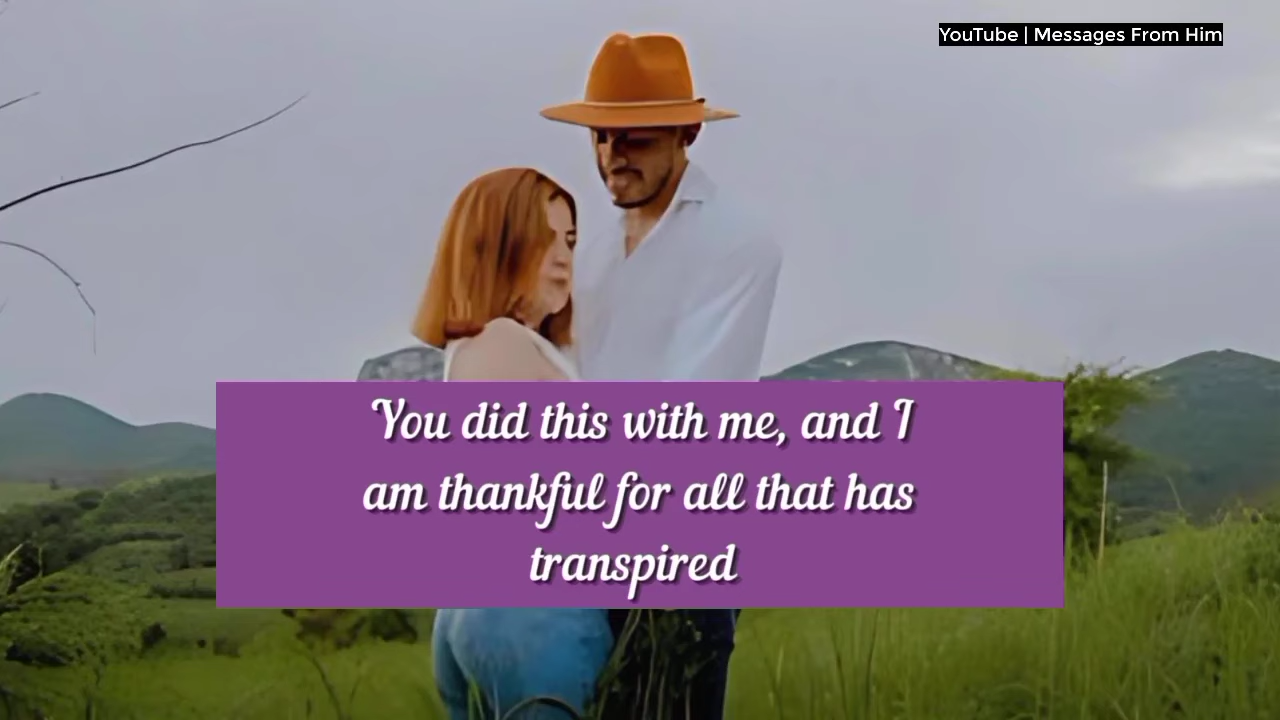 YouTube | Messages From Him
You did this with me, and I
am thankful for all that has
transpired